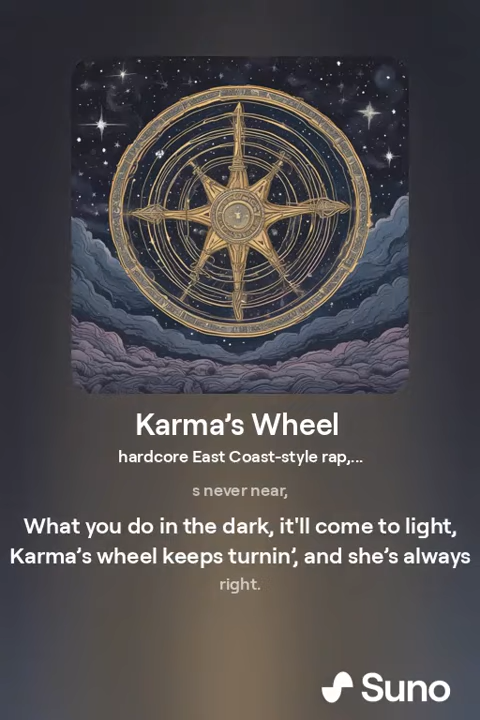 Karma’s Wheel
hardcore East Coast-style rap,...
s never near,
What you do in the dark, it'll come to light,
Karma’s wheel keeps turnin’, and she’s always
right.
Suno